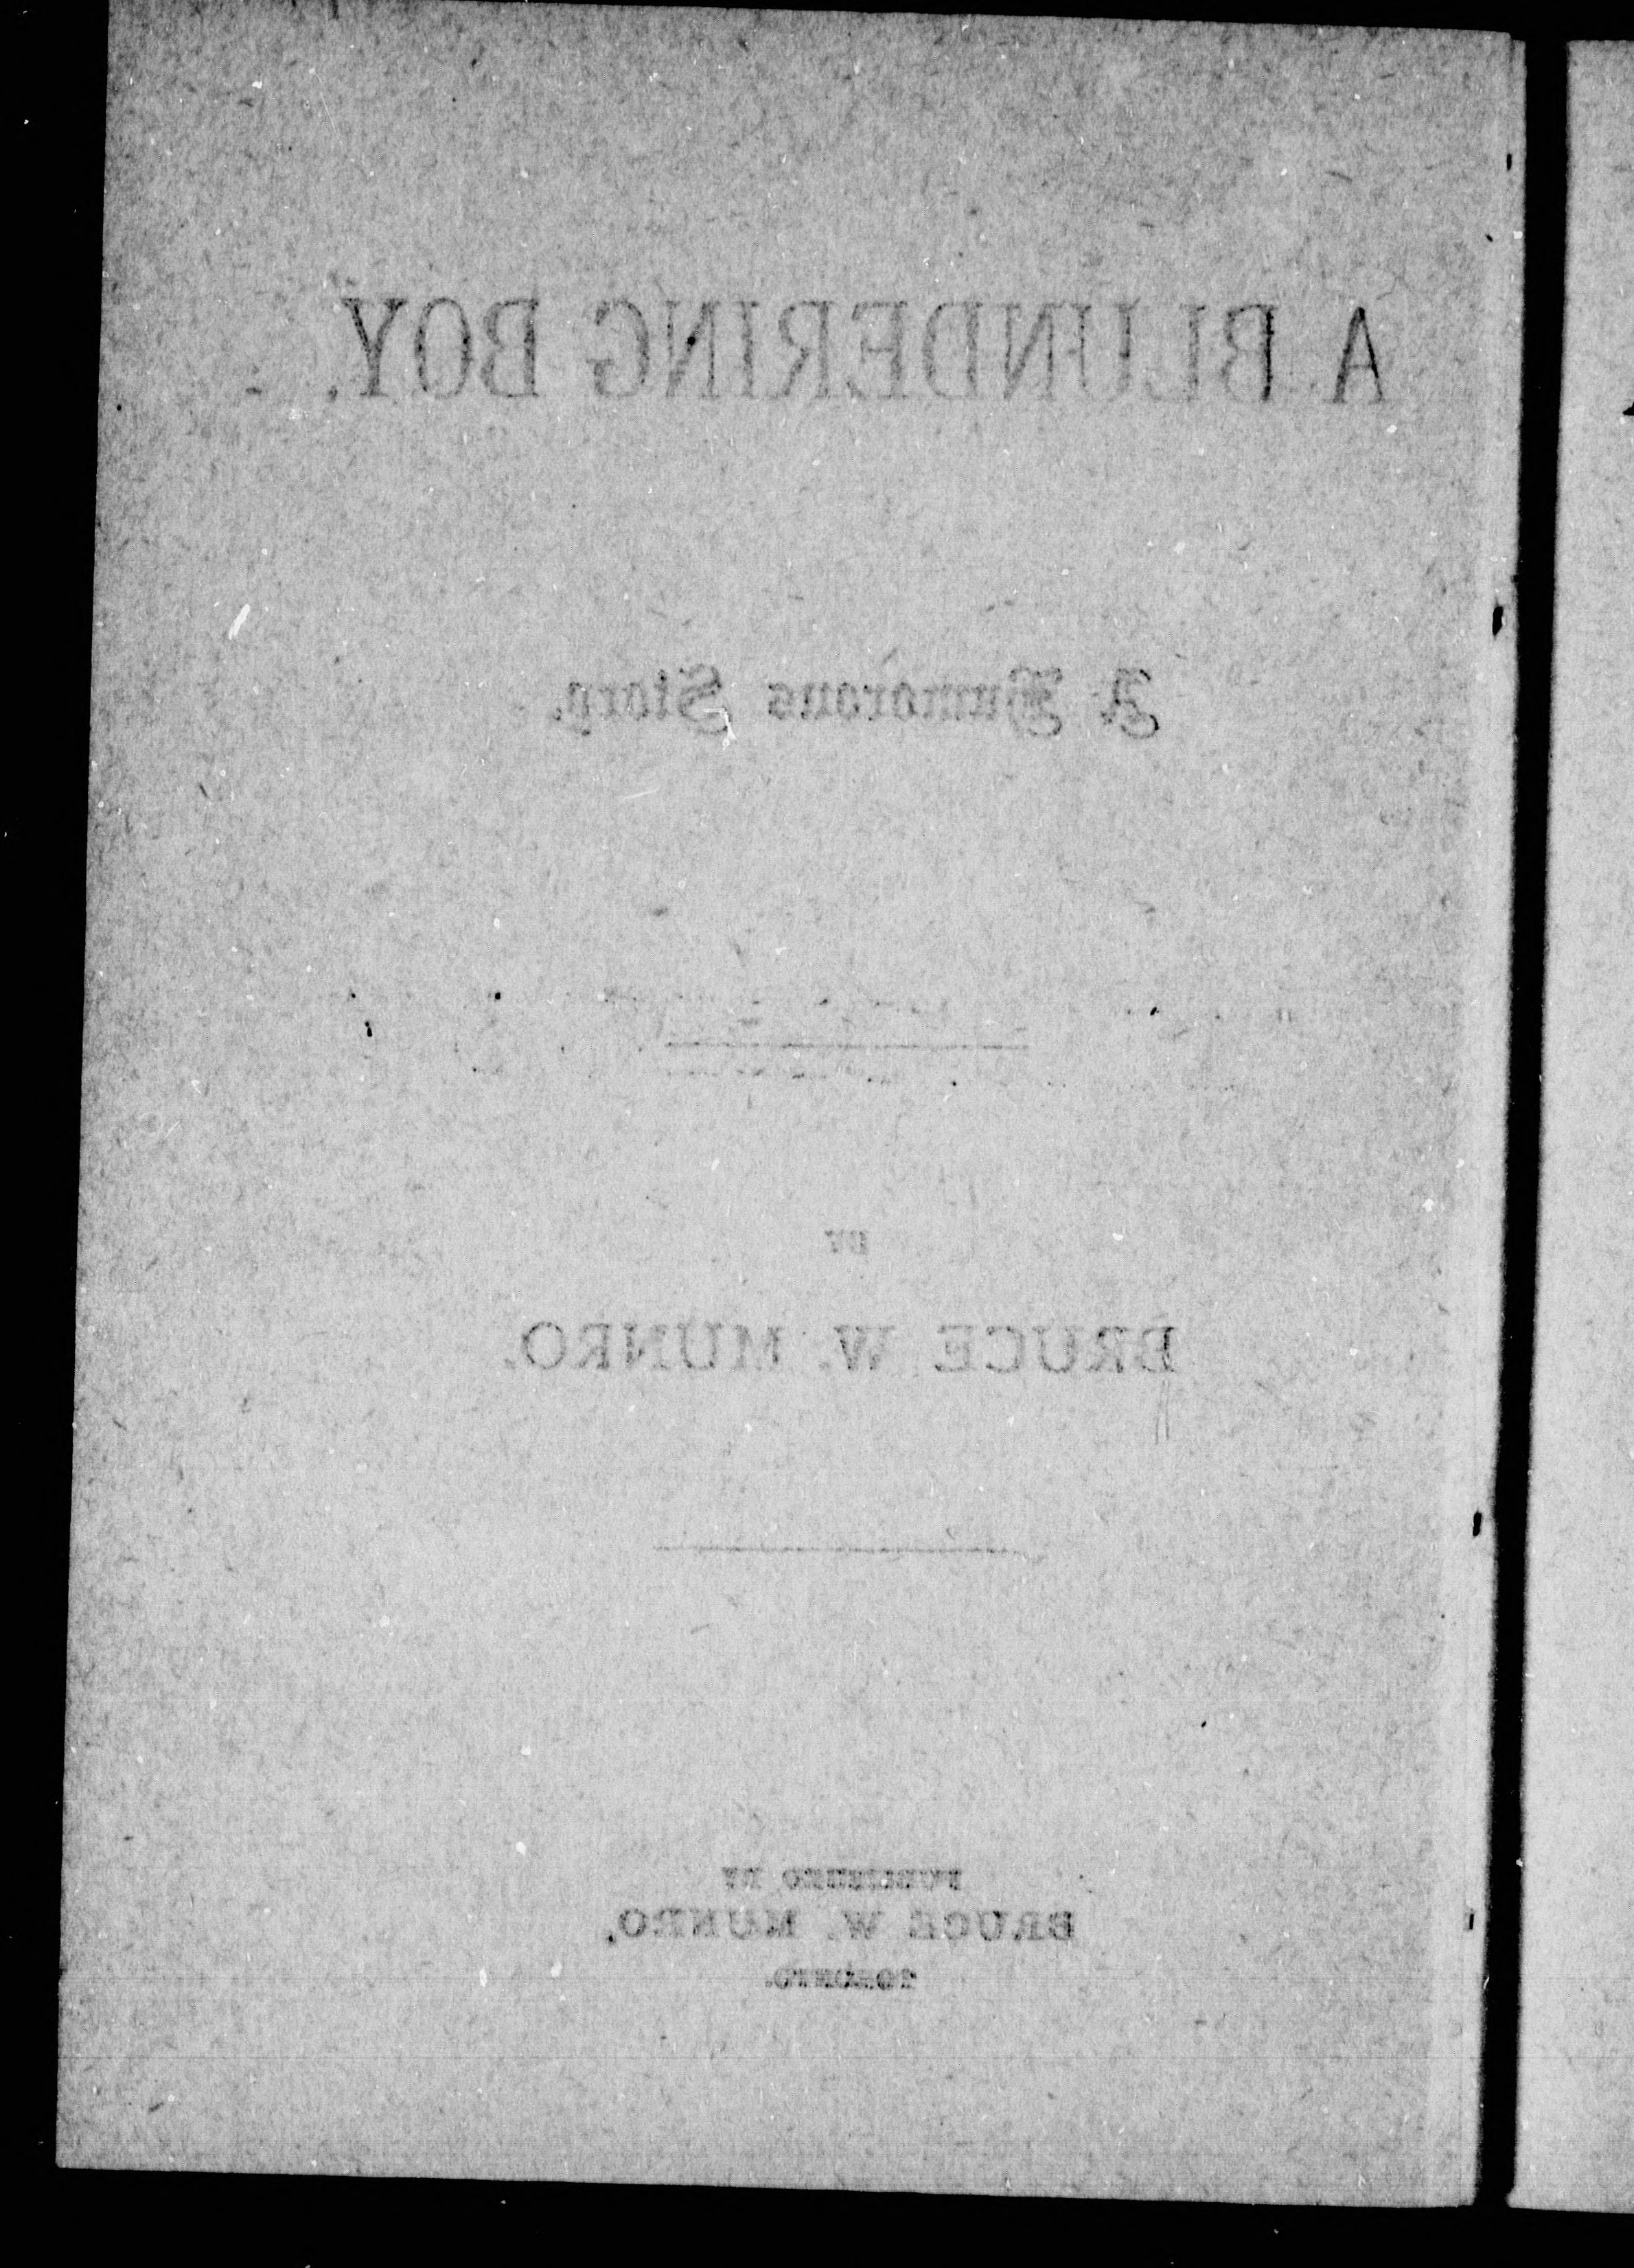 A BLUNDERING BOY.
A Humorous Story.
BY
BRUCE W. MUNRO.
PUBLISHED BY
BRUCE W. MUNRO,
TORONTO.